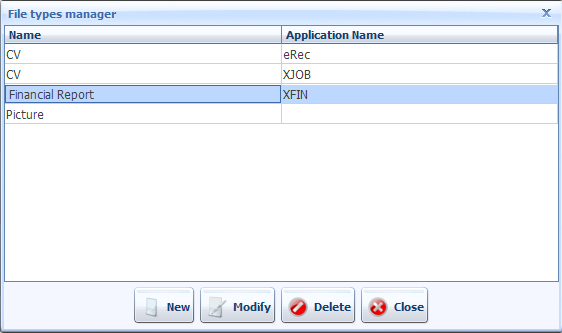 File types manager
Name Application Name
CV eRec
CV XJOB
Financial Report XFIN
Picture
New Modify Delete Close